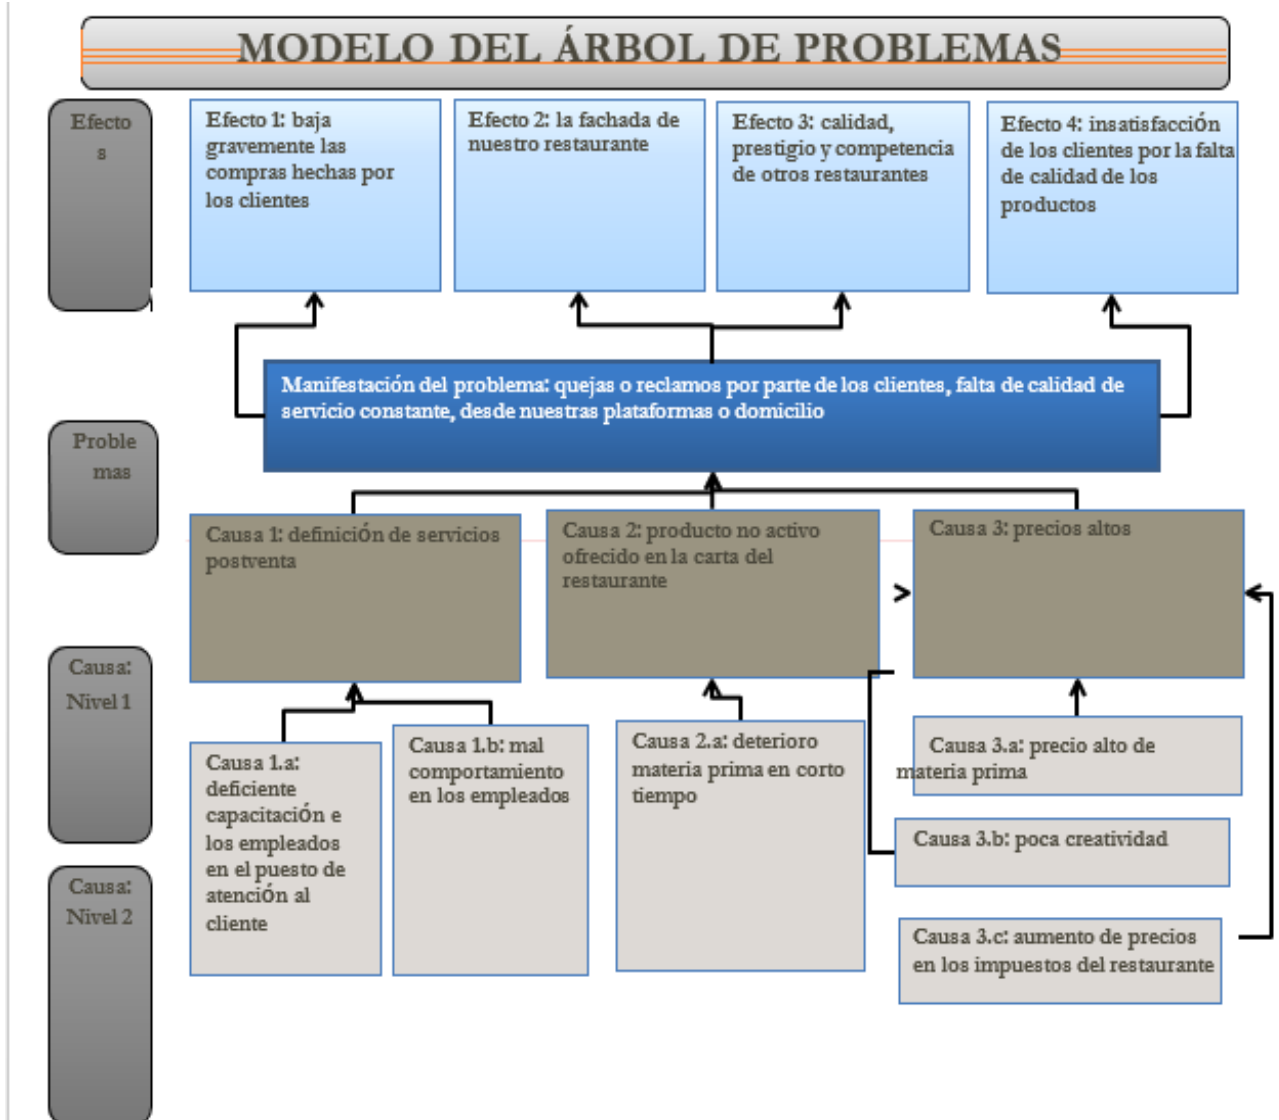 MODELO DEL ÁRBOL DE PROBLEMAS
Efecto
s
Efecto 1: baja
gravemente las
compras hechas por
los clientes
Efecto 2: la fachada de
nuestro restaurante
Efecto 3: calidad,
prestigio y competencia
de otros restaurantes
Efecto 4: insatisfacción
de los clientes por la falta
de calidad de los
productos
Proble
mas
Manifestación del problema: quejas o reclamos por parte de los clientes, falta de calidad de
servicio constante, desde nuestras plataformas o domicilio
Causa:
Nivel 1
Causa 1: definición de servicios
postventa
Causa 2: producto no activo
ofrecido en la carta del
restaurante
Causa 3: precios altos
Causa:
Nivel 2
Causa 1.a:
deficiente
capacitación e
los empleados
en el puesto de
atención al
cliente
Causa 1.b: mal
comportamiento
en los empleados
Causa 2.a: deterioro
materia prima en corto
tiempo
Causa 3.a: precio alto de
materia prima
Causa 3.b: poca creatividad
Causa 3.c: aumento de precios
en los impuestos del restaurante